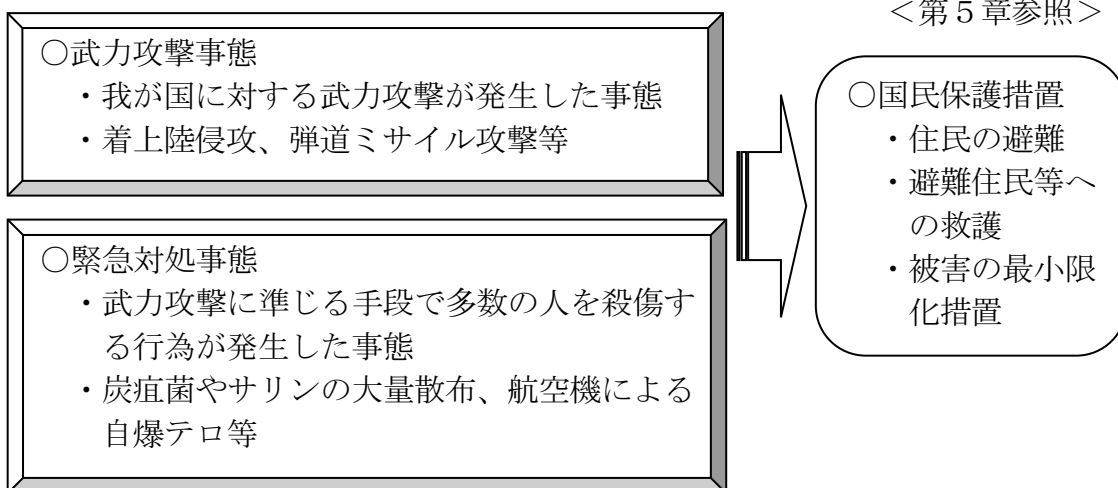 ＜第５章参照＞
○武力攻撃事態
・我が国に対する武力攻撃が発生した事態
・着上陸侵攻、弾道ミサイル攻撃等
○緊急対処事態
・武力攻撃に準じる手段で多数の人を殺傷す
る行為が発生した事態
・炭疽菌やサリンの大量散布、航空機による
自爆テロ等
○国民保護措置
・住民の避難
・避難住民等へ
の救護
・被害の最小限
化措置